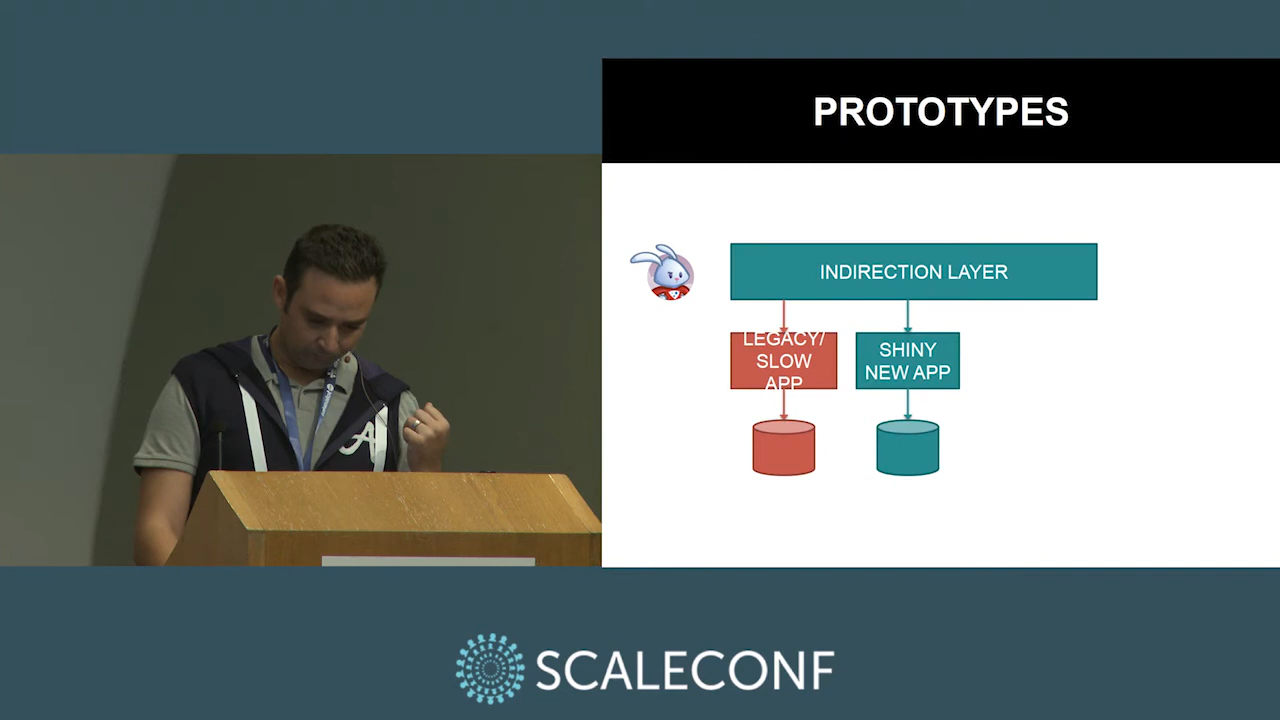 PROTOTYPES
INDIRECTION LAYER
LEGACY/
SLOW
APP
SHINY
NEW APP
A
SCALECONF